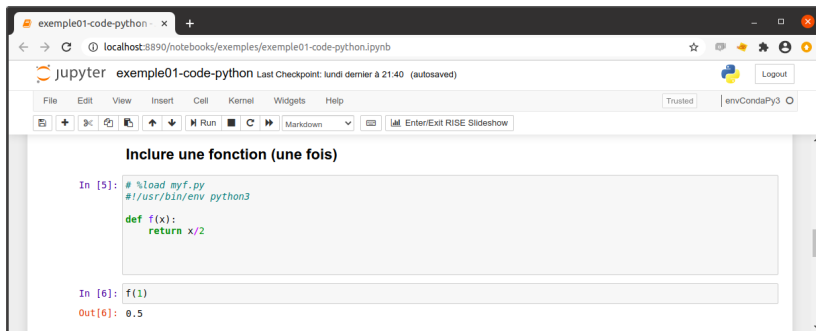 exemple01-code-python -
localhost:8890/notebooks/exemples/exemple01-code-python.ipynb
jupyter exemple01-code-python Last Checkpoint: lundi dernier à 21:40 (autosaved)
Logout
File Edit View Insert Cell Kernel Widgets Help
Trusted envCondaPy3
Run Markdown Enter/Exit RISE Slideshow
Inclure une fonction (une fois)
In [5]: # %load myf.py
#!/usr/bin/env python3
def f(x):
return x/2
In [6]: f(1)
Out[6]: 0.5